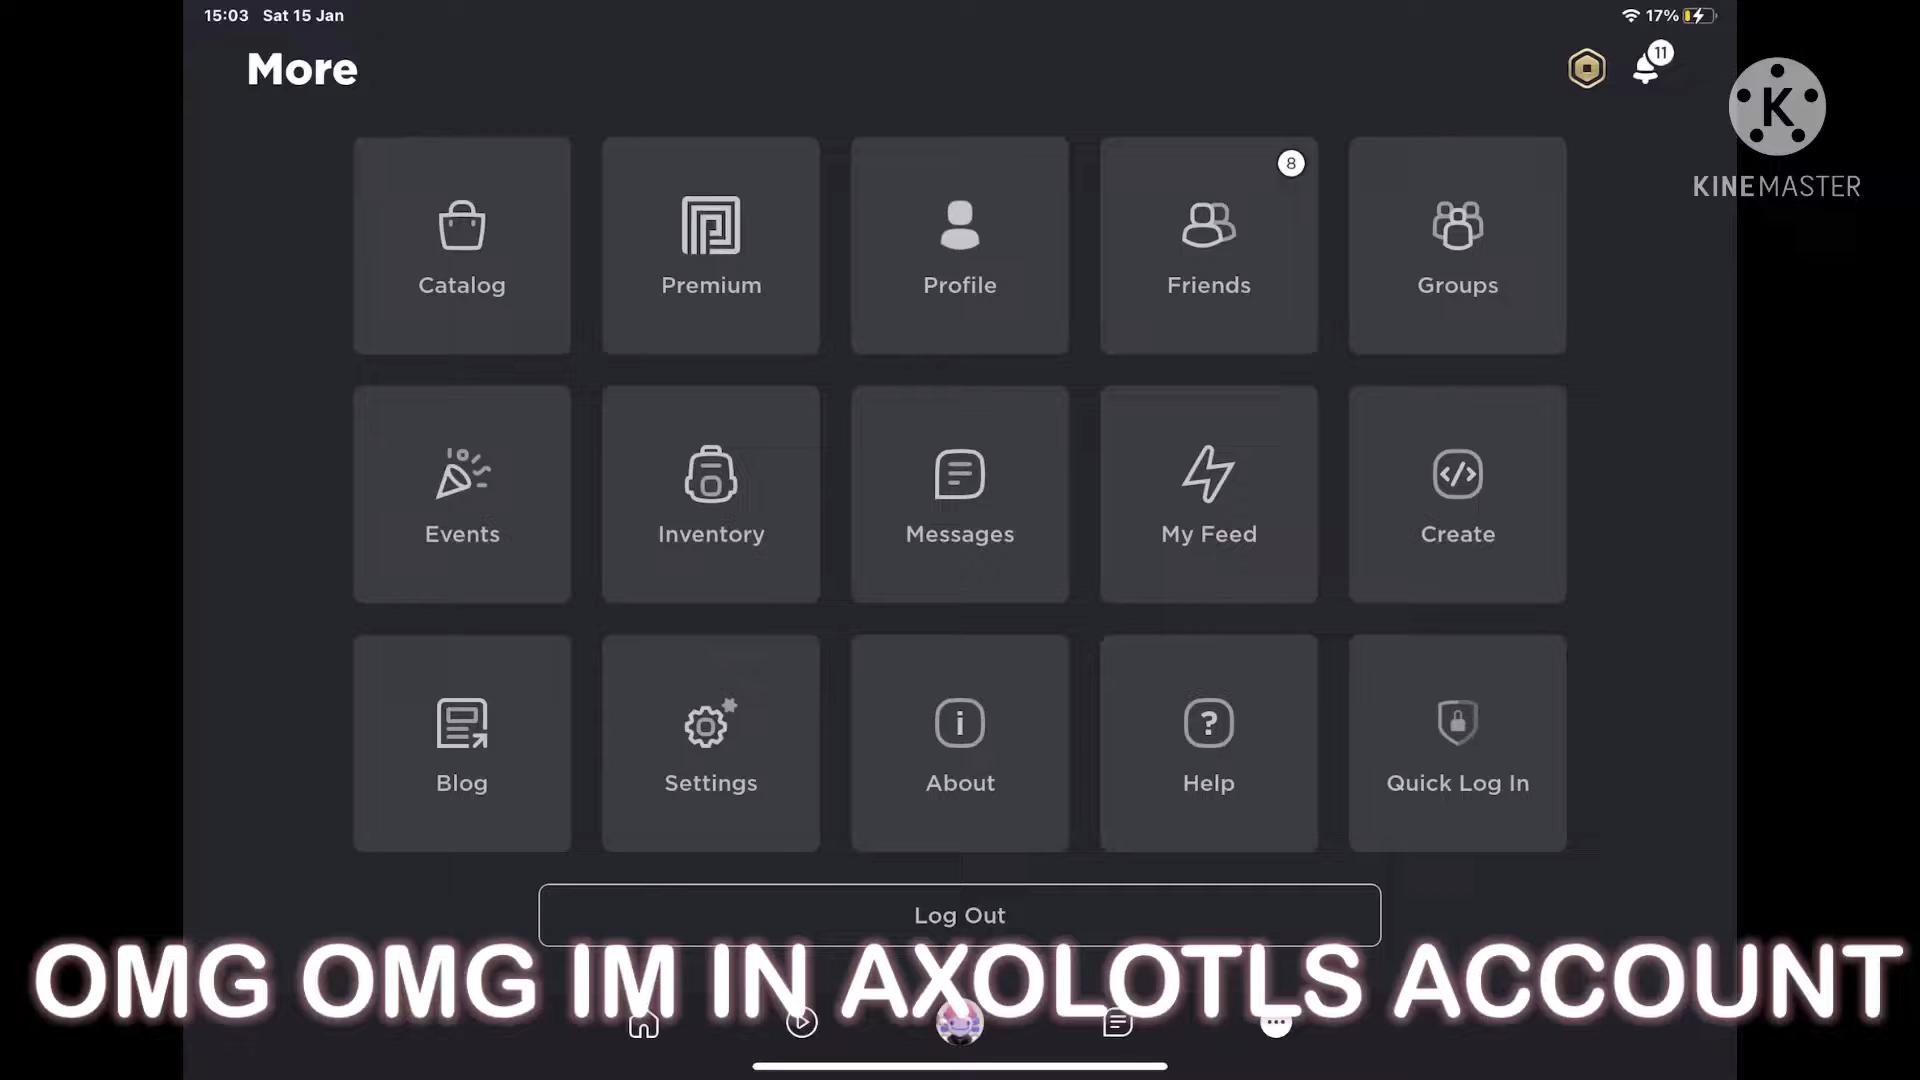 15:03 Sat 15 Jan 17%
More
11
K
KINEMASTER
8
Catalog Premium Profile Friends Groups
Events Inventory Messages My Feed Create
Blog Settings About Help Quick Log In
Log Out
OMG OMG IM IN AXOLOTLS ACCOUNT